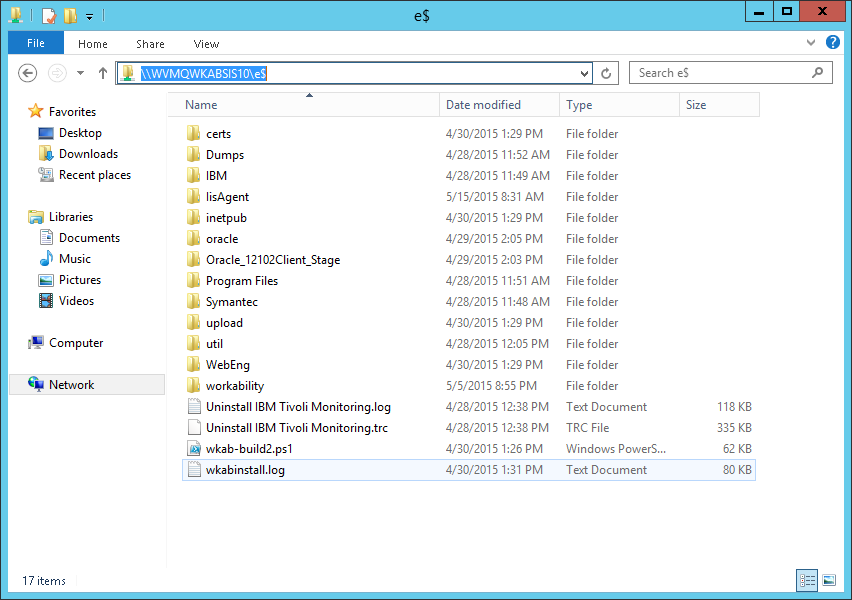 e$
File Home Share View
\\WVMQWKABSIS10\e$ Search e$
Name Date modified Type Size
Favorites
Desktop
Downloads
Recent places
Libraries
Documents
Music
Pictures
Videos
Computer
Network
certs 4/30/2015 1:29 PM File folder
Dumps 4/28/2015 11:52 AM File folder
IBM 4/28/2015 11:49 AM File folder
IisAgent 5/15/2015 8:31 AM File folder
inetpub 4/30/2015 1:29 PM File folder
oracle 4/29/2015 2:05 PM File folder
Oracle_12102Client_Stage 4/29/2015 2:03 PM File folder
Program Files 4/28/2015 11:51 AM File folder
Symantec 4/28/2015 11:48 AM File folder
upload 4/30/2015 1:29 PM File folder
util 4/28/2015 12:05 PM File folder
WebEng 4/30/2015 1:29 PM File folder
workability 5/5/2015 8:55 PM File folder
Uninstall IBM Tivoli Monitoring.log 4/28/2015 12:38 PM Text Document 118 KB
Uninstall IBM Tivoli Monitoring.trc 4/28/2015 12:38 PM TRC File 335 KB
wkab-build2.ps1 4/30/2015 1:26 PM Windows PowerS... 62 KB
wkabinstall.log 4/30/2015 1:31 PM Text Document 80 KB
17 items